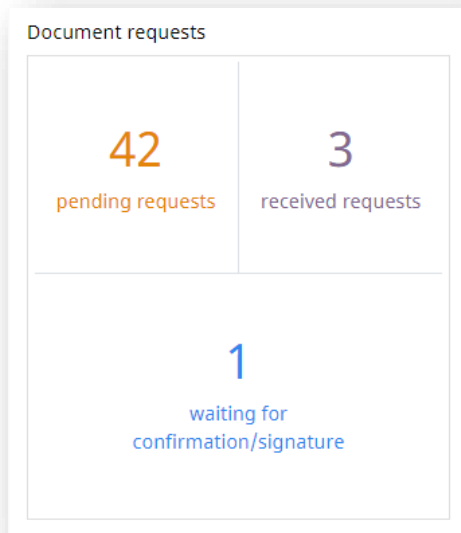 Document requests
42
pending requests
3
received requests
1
waiting for
confirmation/signature